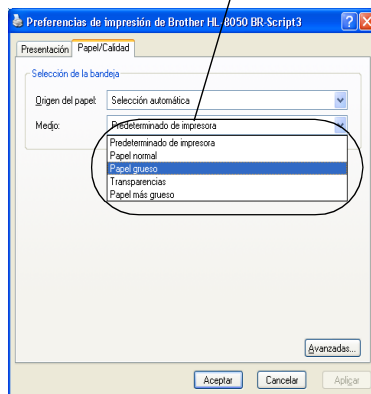 Preferencias de impresión de Brother HL-8050 BR-Script3
Presentación Papel/Calidad
Selección de la bandeja
Origen del papel: Selección automática
Medio: Predeterminado de impresora
Predeterminado de impresora
Papel normal
Papel grueso
Transparencias
Papel más grueso
Avanzadas...
Aceptar Cancelar Aplicar